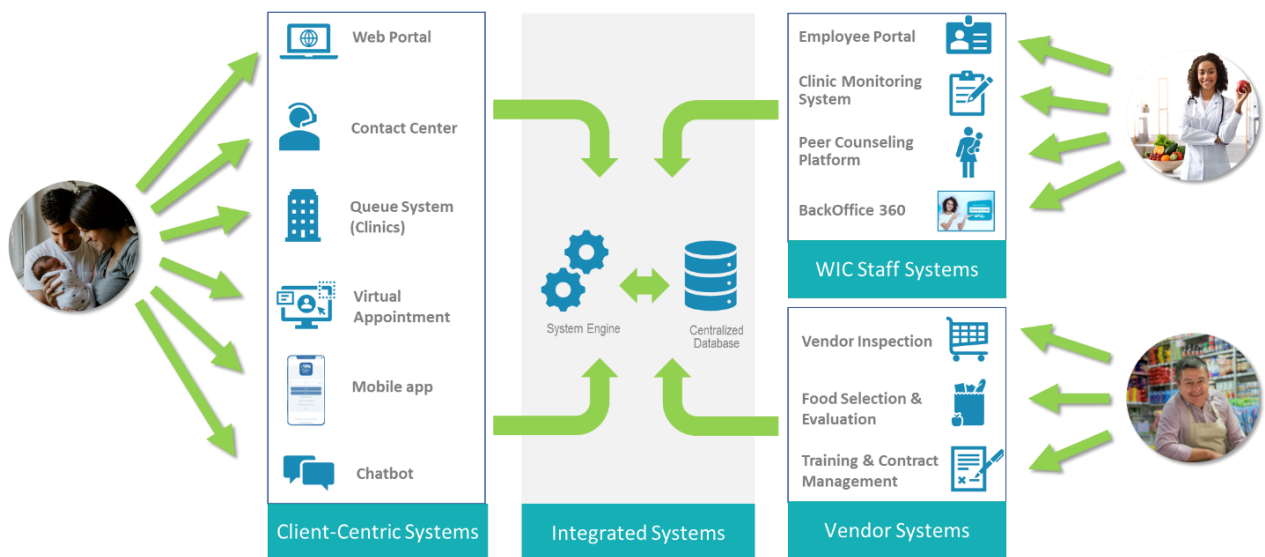 Web Portal
Contact Center
Queue System
(Clinics)
Virtual
Appointment
Mobile app
Chatbot
Client-Centric Systems
System Engine
Centralized
Database
Integrated Systems
Employee Portal
Clinic Monitoring
System
Peer Counseling
Platform
BackOffice 360
WIC Staff Systems
Vendor Inspection
Food Selection &
Evaluation
Training & Contract
Management
Vendor Systems